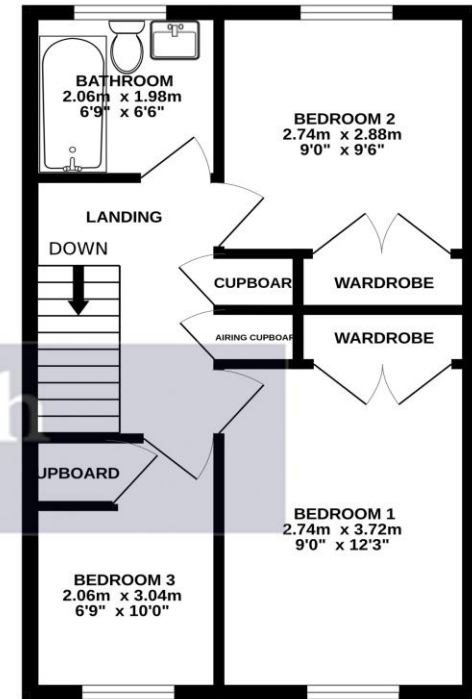 BATHROOM
2.06m x 1.98m
6'9" x 6'6"
BEDROOM 2
2.74m x 2.88m
9'0" x 9'6"
LANDING
DOWN
CUPBOAR
WARDROBE
AIRING CUPBOAR
WARDROBE
h
UPBOARD
BEDROOM 1
2.74m x 3.72m
9'0" x 12'3"
BEDROOM 3
2.06m x 3.04m
6'9" x 10'0"